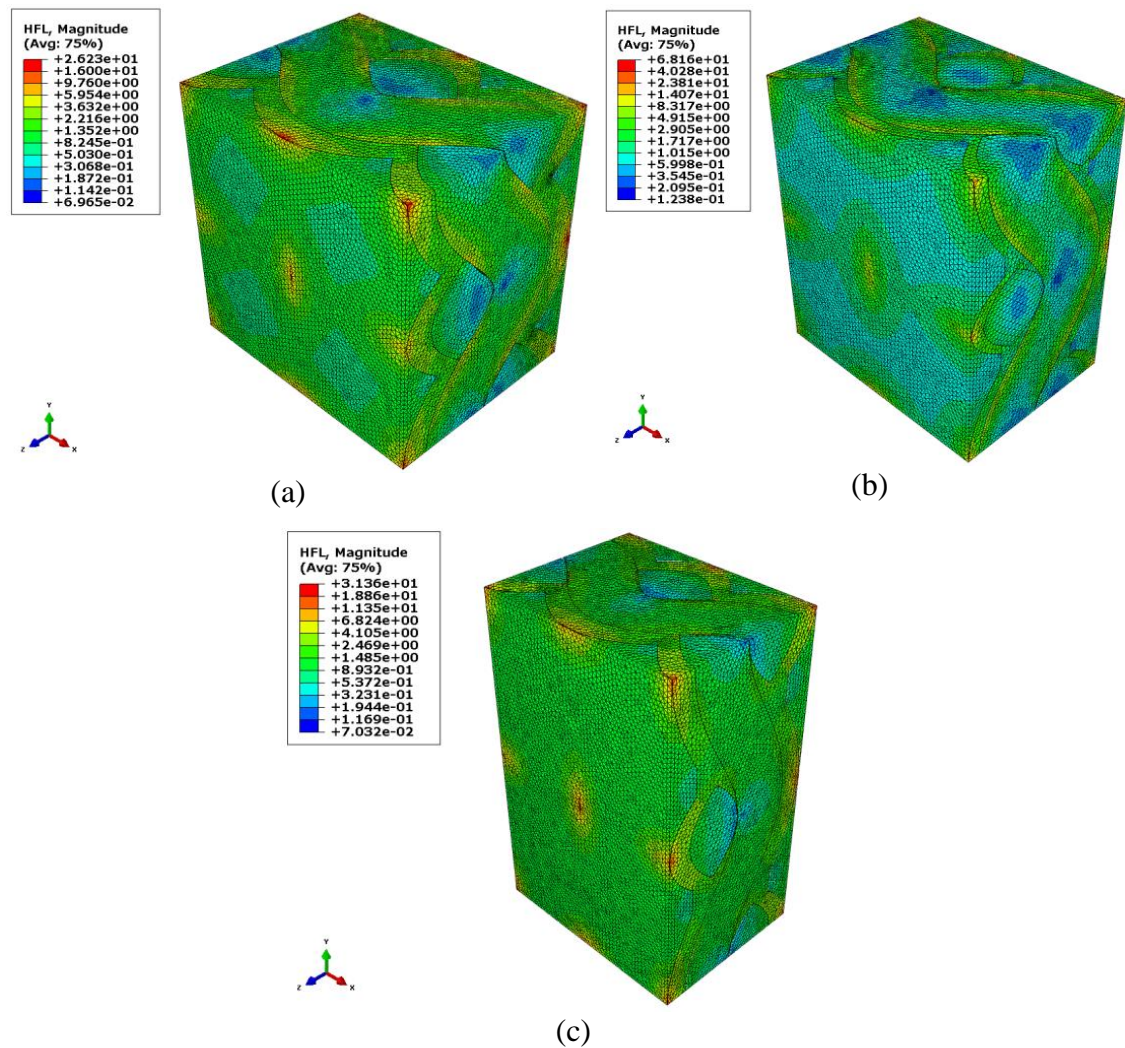 HFL, Magnitude
(Avg: 75%)
+2.623e+01
+1.600e+01
+9.760e+00
+5.954e+00
+3.632e+00
+2.216e+00
+1.352e+00
+8.245e-01
+5.030e-01
+3.068e-01
+1.872e-01
+1.142e-01
+6.965e-02
Y
Z
X
(a)
HFL, Magnitude
(Avg: 75%)
+6.816e+01
+4.028e+01
+2.381e+01
+1.407e+01
+8.317e+00
+4.915e+00
+2.905e+00
+1.717e+00
+1.015e+00
+5.998e-01
+3.545e-01
+2.095e-01
+1.238e-01
Y
Z
X
(b)
HFL, Magnitude
(Avg: 75%)
+3.136e+01
+1.886e+01
+1.135e+01
+6.824e+00
+4.105e+00
+2.469e+00
+1.485e+00
+8.932e-01
+5.372e-01
+3.231e-01
+1.944e-01
+1.169e-01
+7.032e-02
Y
Z
X
(c)